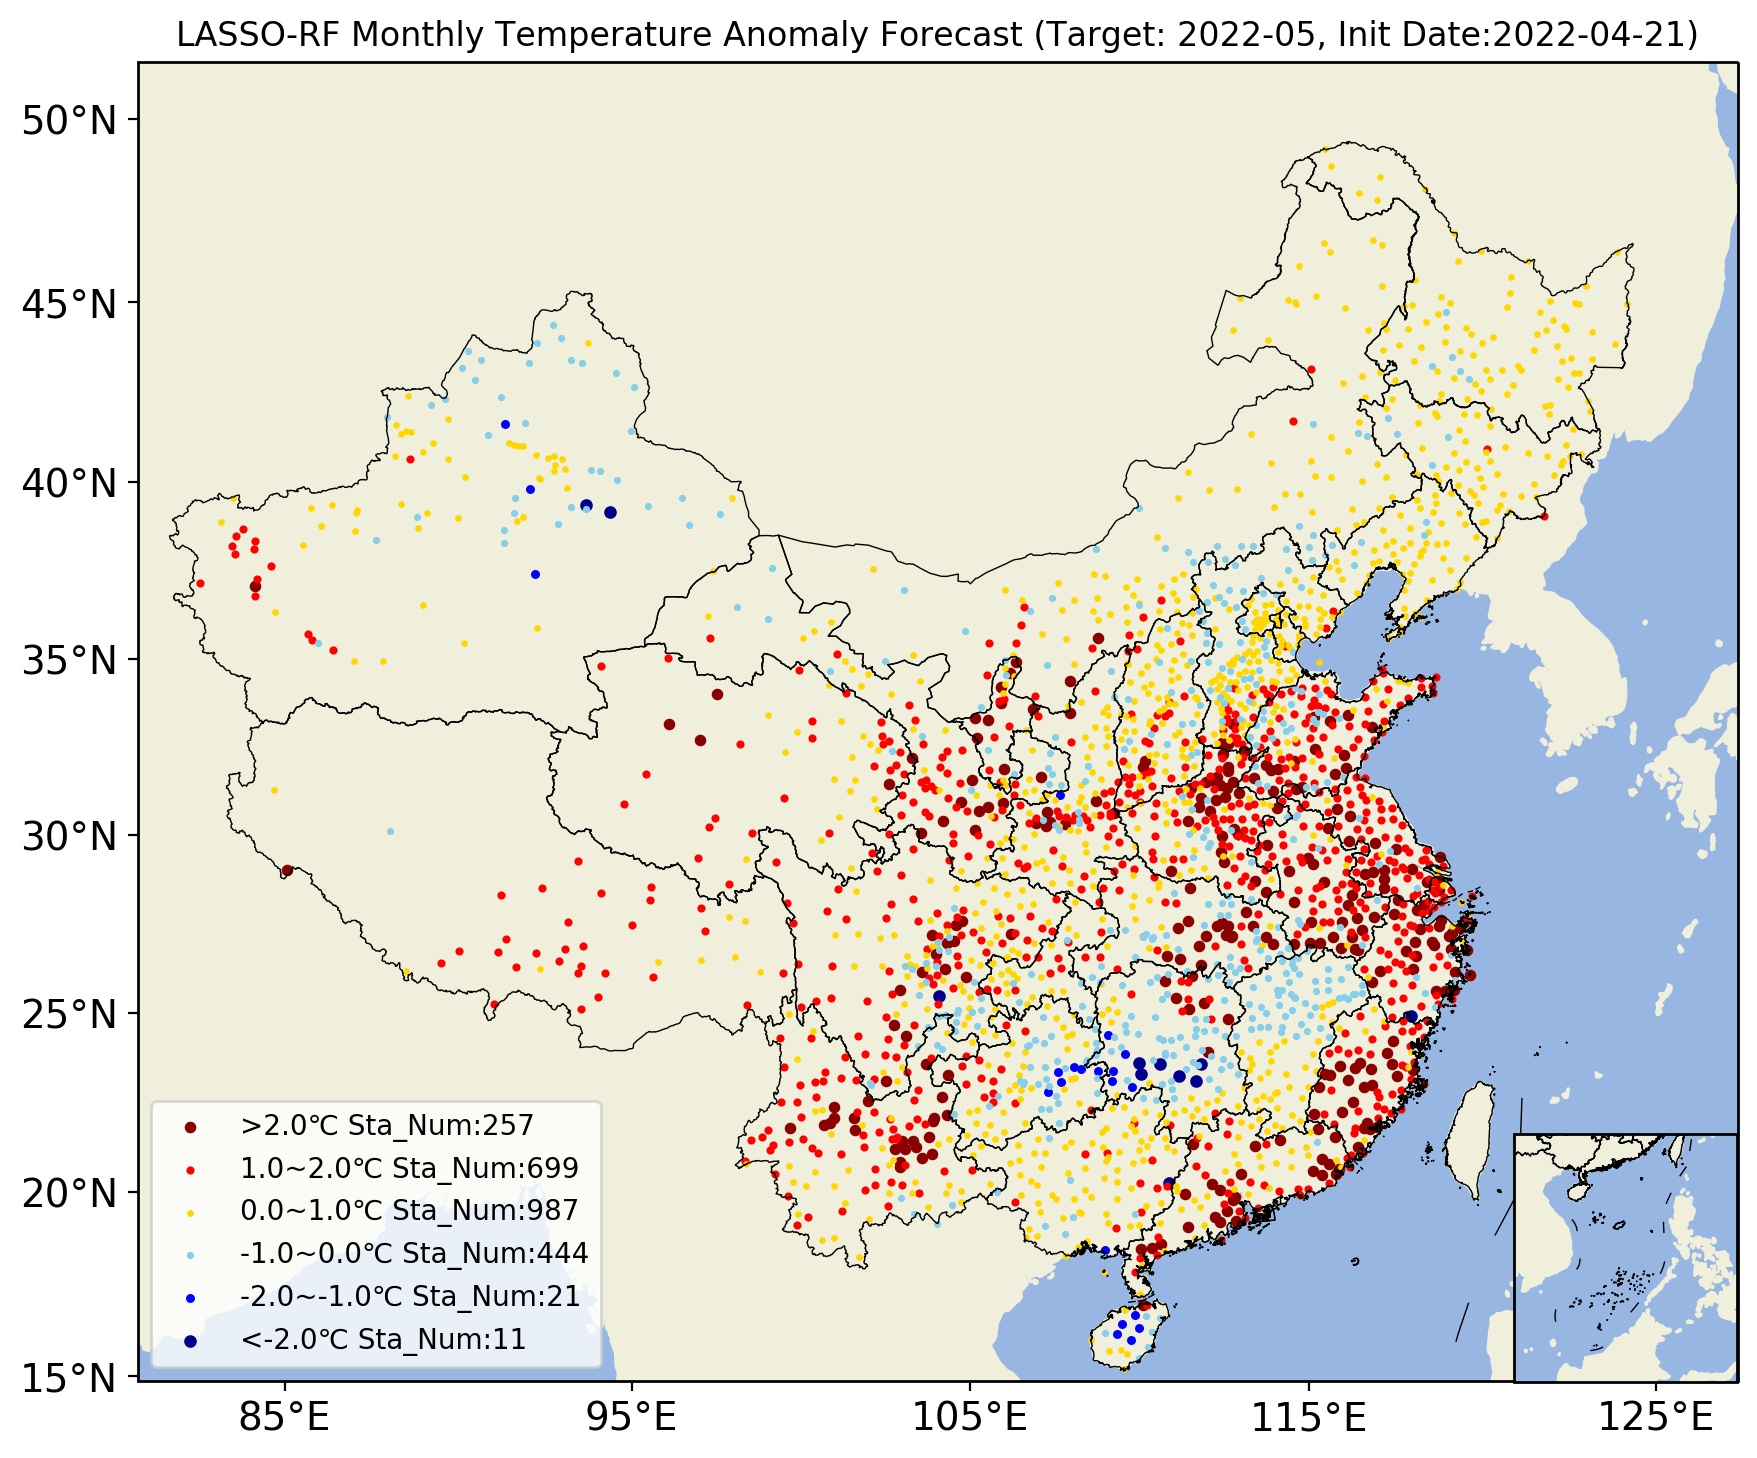 LASSO-RF Monthly Temperature Anomaly Forecast (Target: 2022-05, Init Date:2022-04-21)
50°N
45°N
40°N
35°N
30°N
25°N
20°N
15°N
>2.0℃ Sta_Num:257
1.0~2.0℃ Sta_Num:699
0.0~1.0℃ Sta_Num:987
-1.0~0.0℃ Sta_Num:444
-2.0~-1.0℃ Sta_Num:21
<-2.0℃ Sta_Num:11
85°E
95°E
105°E
115°E
125°E